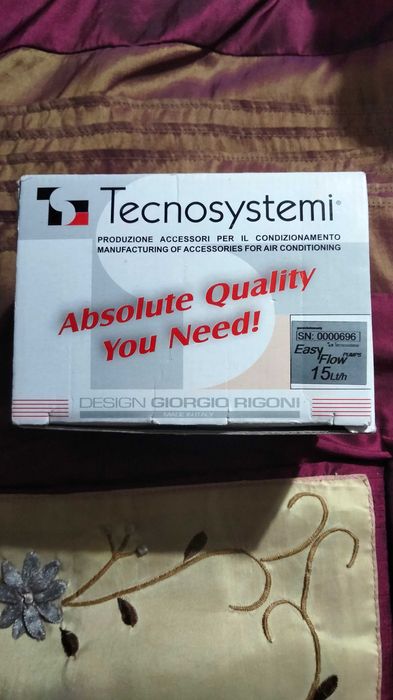 Tecnosystemi®
PRODUZIONE ACCESSORI PER IL CONDIZIONAMENTO
MANUFACTURING OF ACCESSORIES FOR AIR CONDITIONING
Absolute Quality
You Need!
SN: 0000696
Tecnosystemi
Easy
Flow PUMPS
15Lt/h
DESIGN GIORGIO RIGONI
MADE IN ITALY